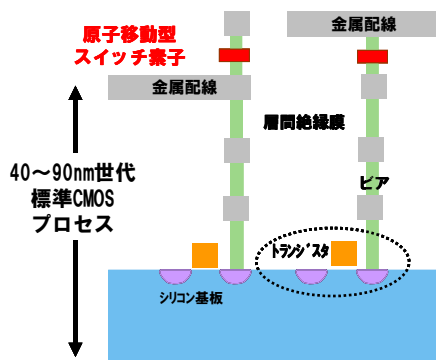 原子移動型
スイッチ素子
金属配線
金属配線
層間絶縁膜
40～90nm世代
標準CMOS
プロセス
ビア
トランジスタ
シリコン基板